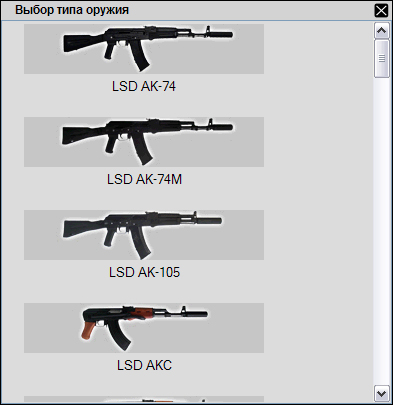 Выбор типа оружия
LSD AK-74
LSD AK-74M
LSD AK-105
LSD AKC